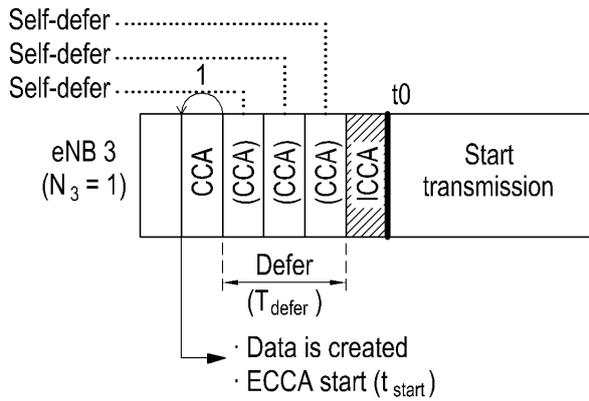 Self-defer
Self-defer
1
Self-defer
t0
eNB 3
(N3 = 1)
CCA
(CCA)
(CCA)
(CCA)
ICCA
Start
transmission
Defer
(Tdefer)
· Data is created
· ECCA start (tstart)